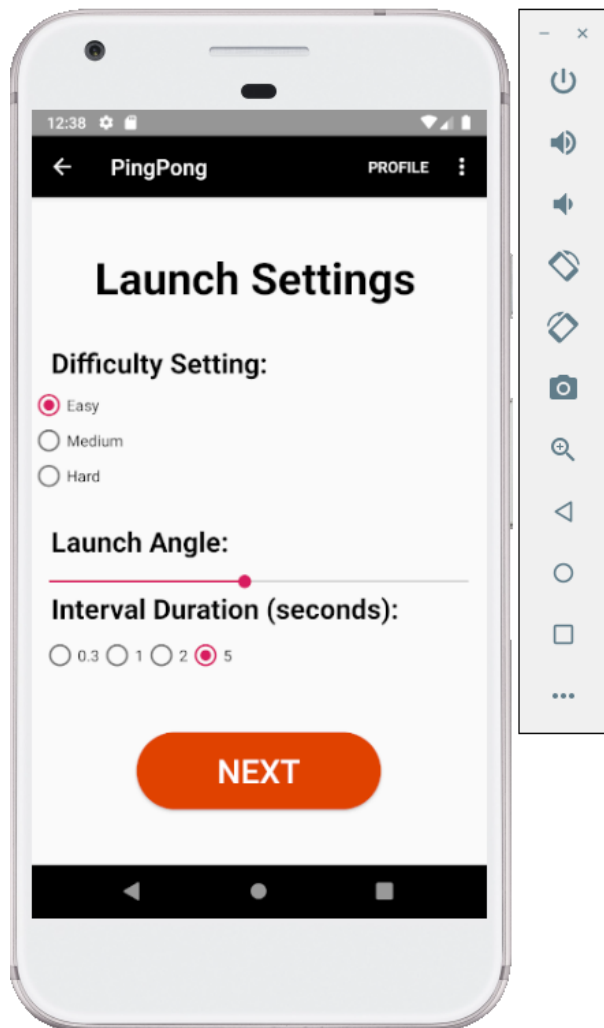 12:38
PingPong PROFILE
Launch Settings
Difficulty Setting:
Easy
Medium
Hard
Launch Angle:
Interval Duration (seconds):
0.3 1 2 5
NEXT